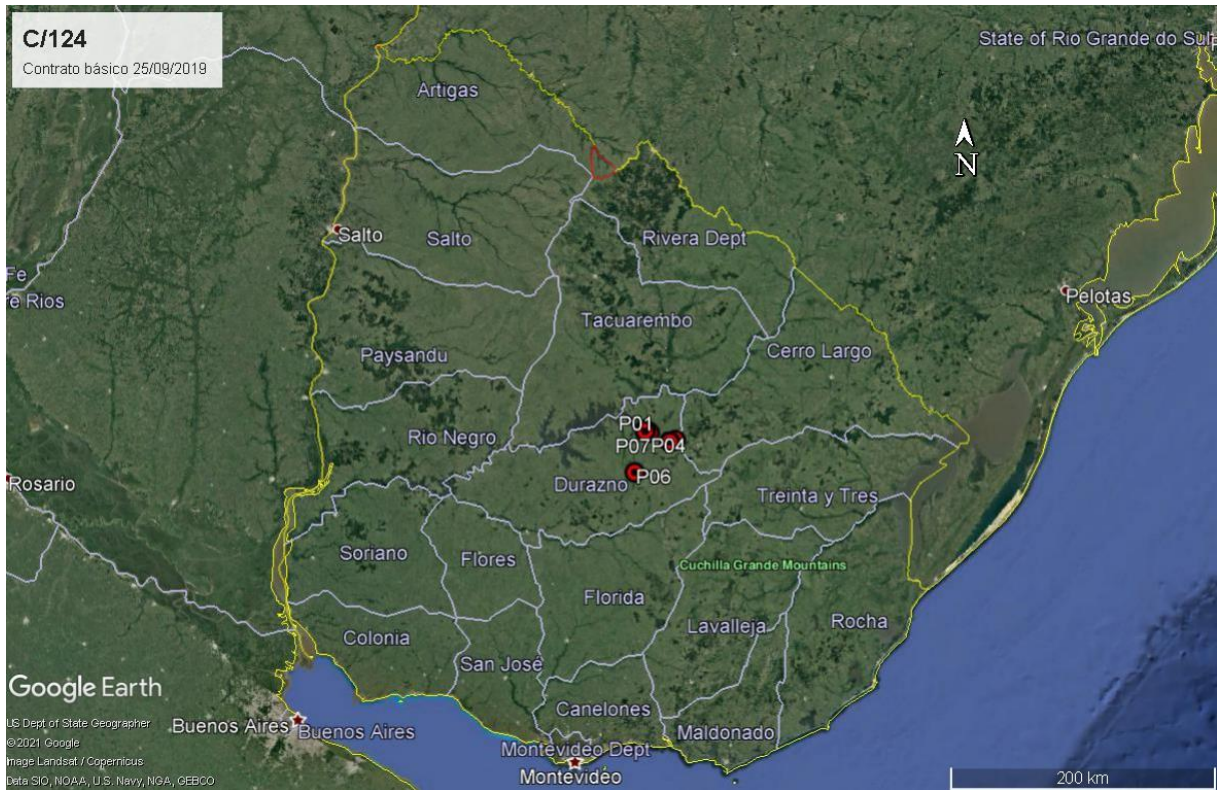 C/124
Contrato básico 25/09/2019
State of Rio Grande do Sul
Artigas
N
Salto
Salto
Rivera Dept
Fe
re Rios
Pelotas
Tacuarembo
Paysandu
Cerro Largo
P01
Rio Negro
P07P04
Rosario
Durazno
P06
Treinta y Tres
Soriano
Flores
Cuchilla Grande Mountains
Florida
Colonia
Lavalleja
Rocha
San José
Google Earth
Canelones
US Dept of State Geographer
Buenos Aires
Buenos Aires
Maldonado
©2021 Google
Montevideo Dept
Image Landsat / Copernicus
Montevideo
Data SIO, NOAA, U.S. Navy, NGA, GEBCO
200 km